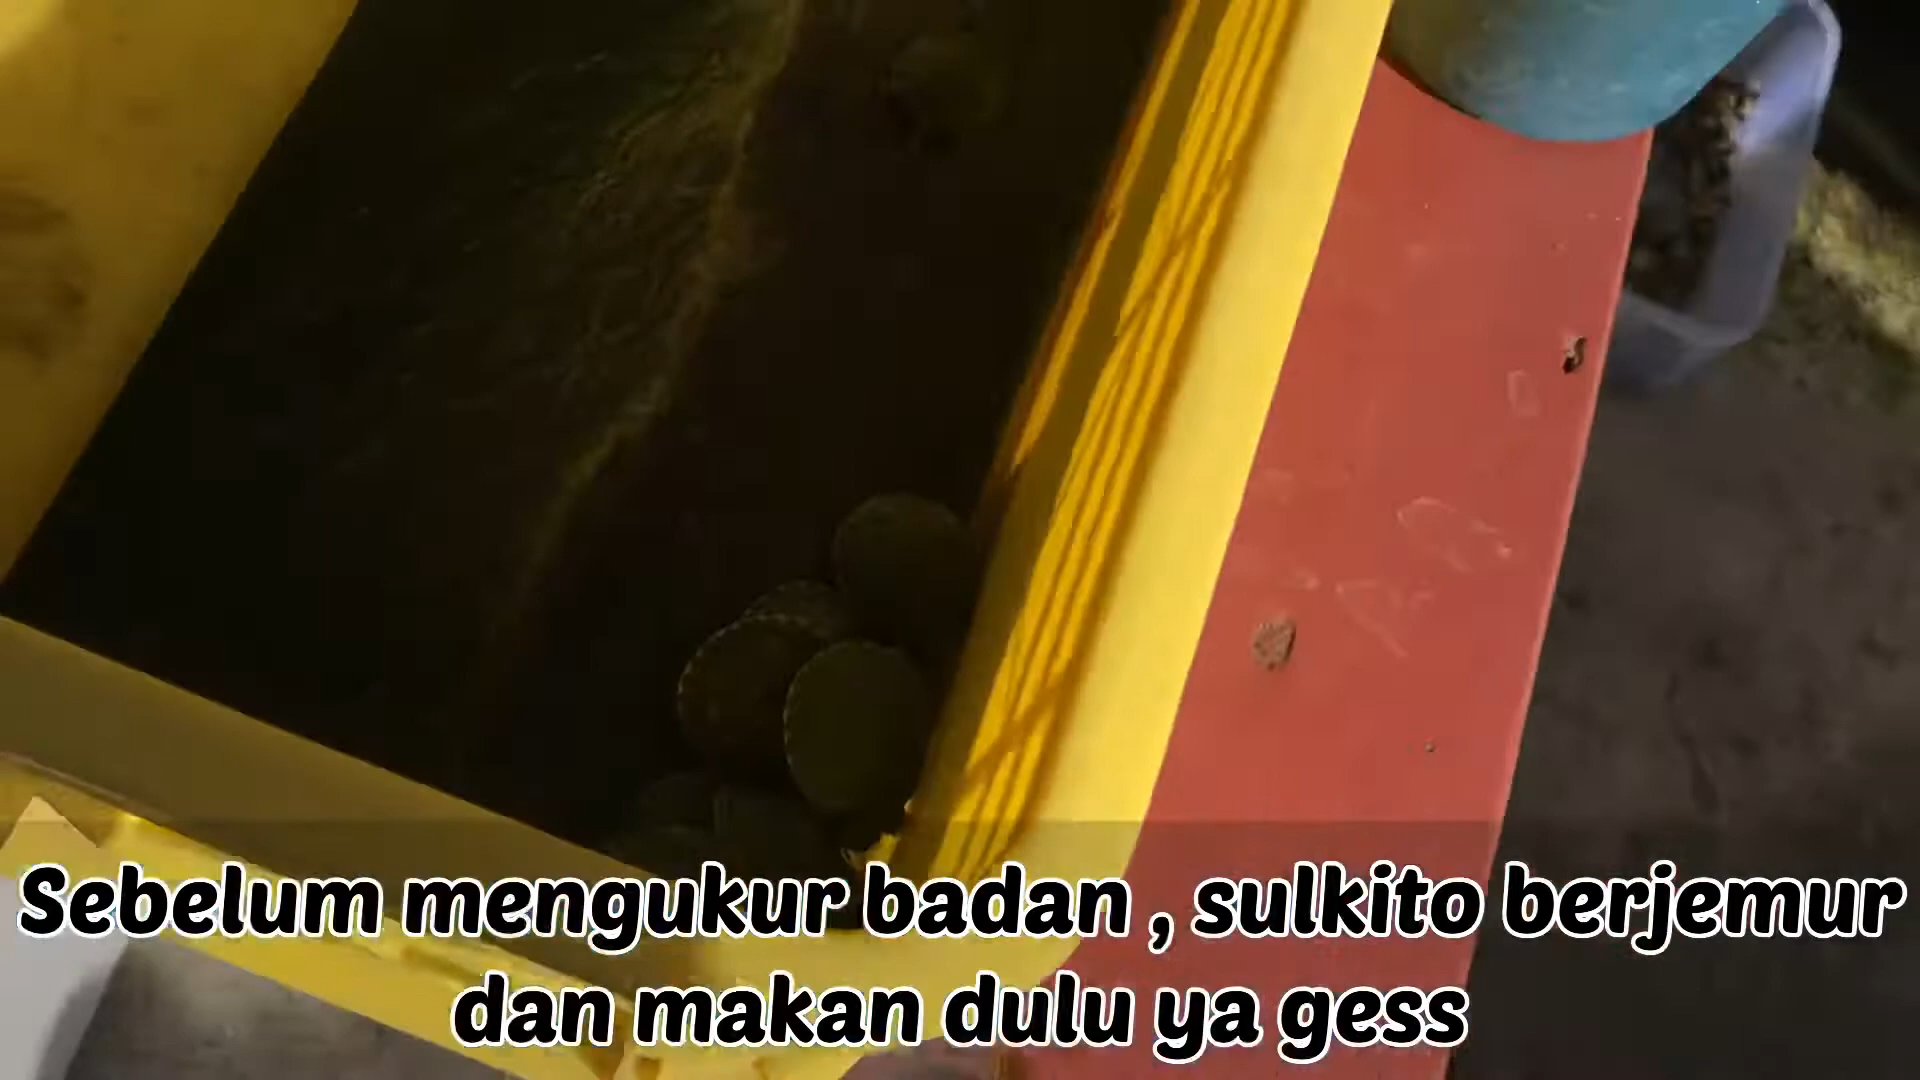 Sebelum mengukur badan , sulkito berjemur
dan makan dulu ya gess